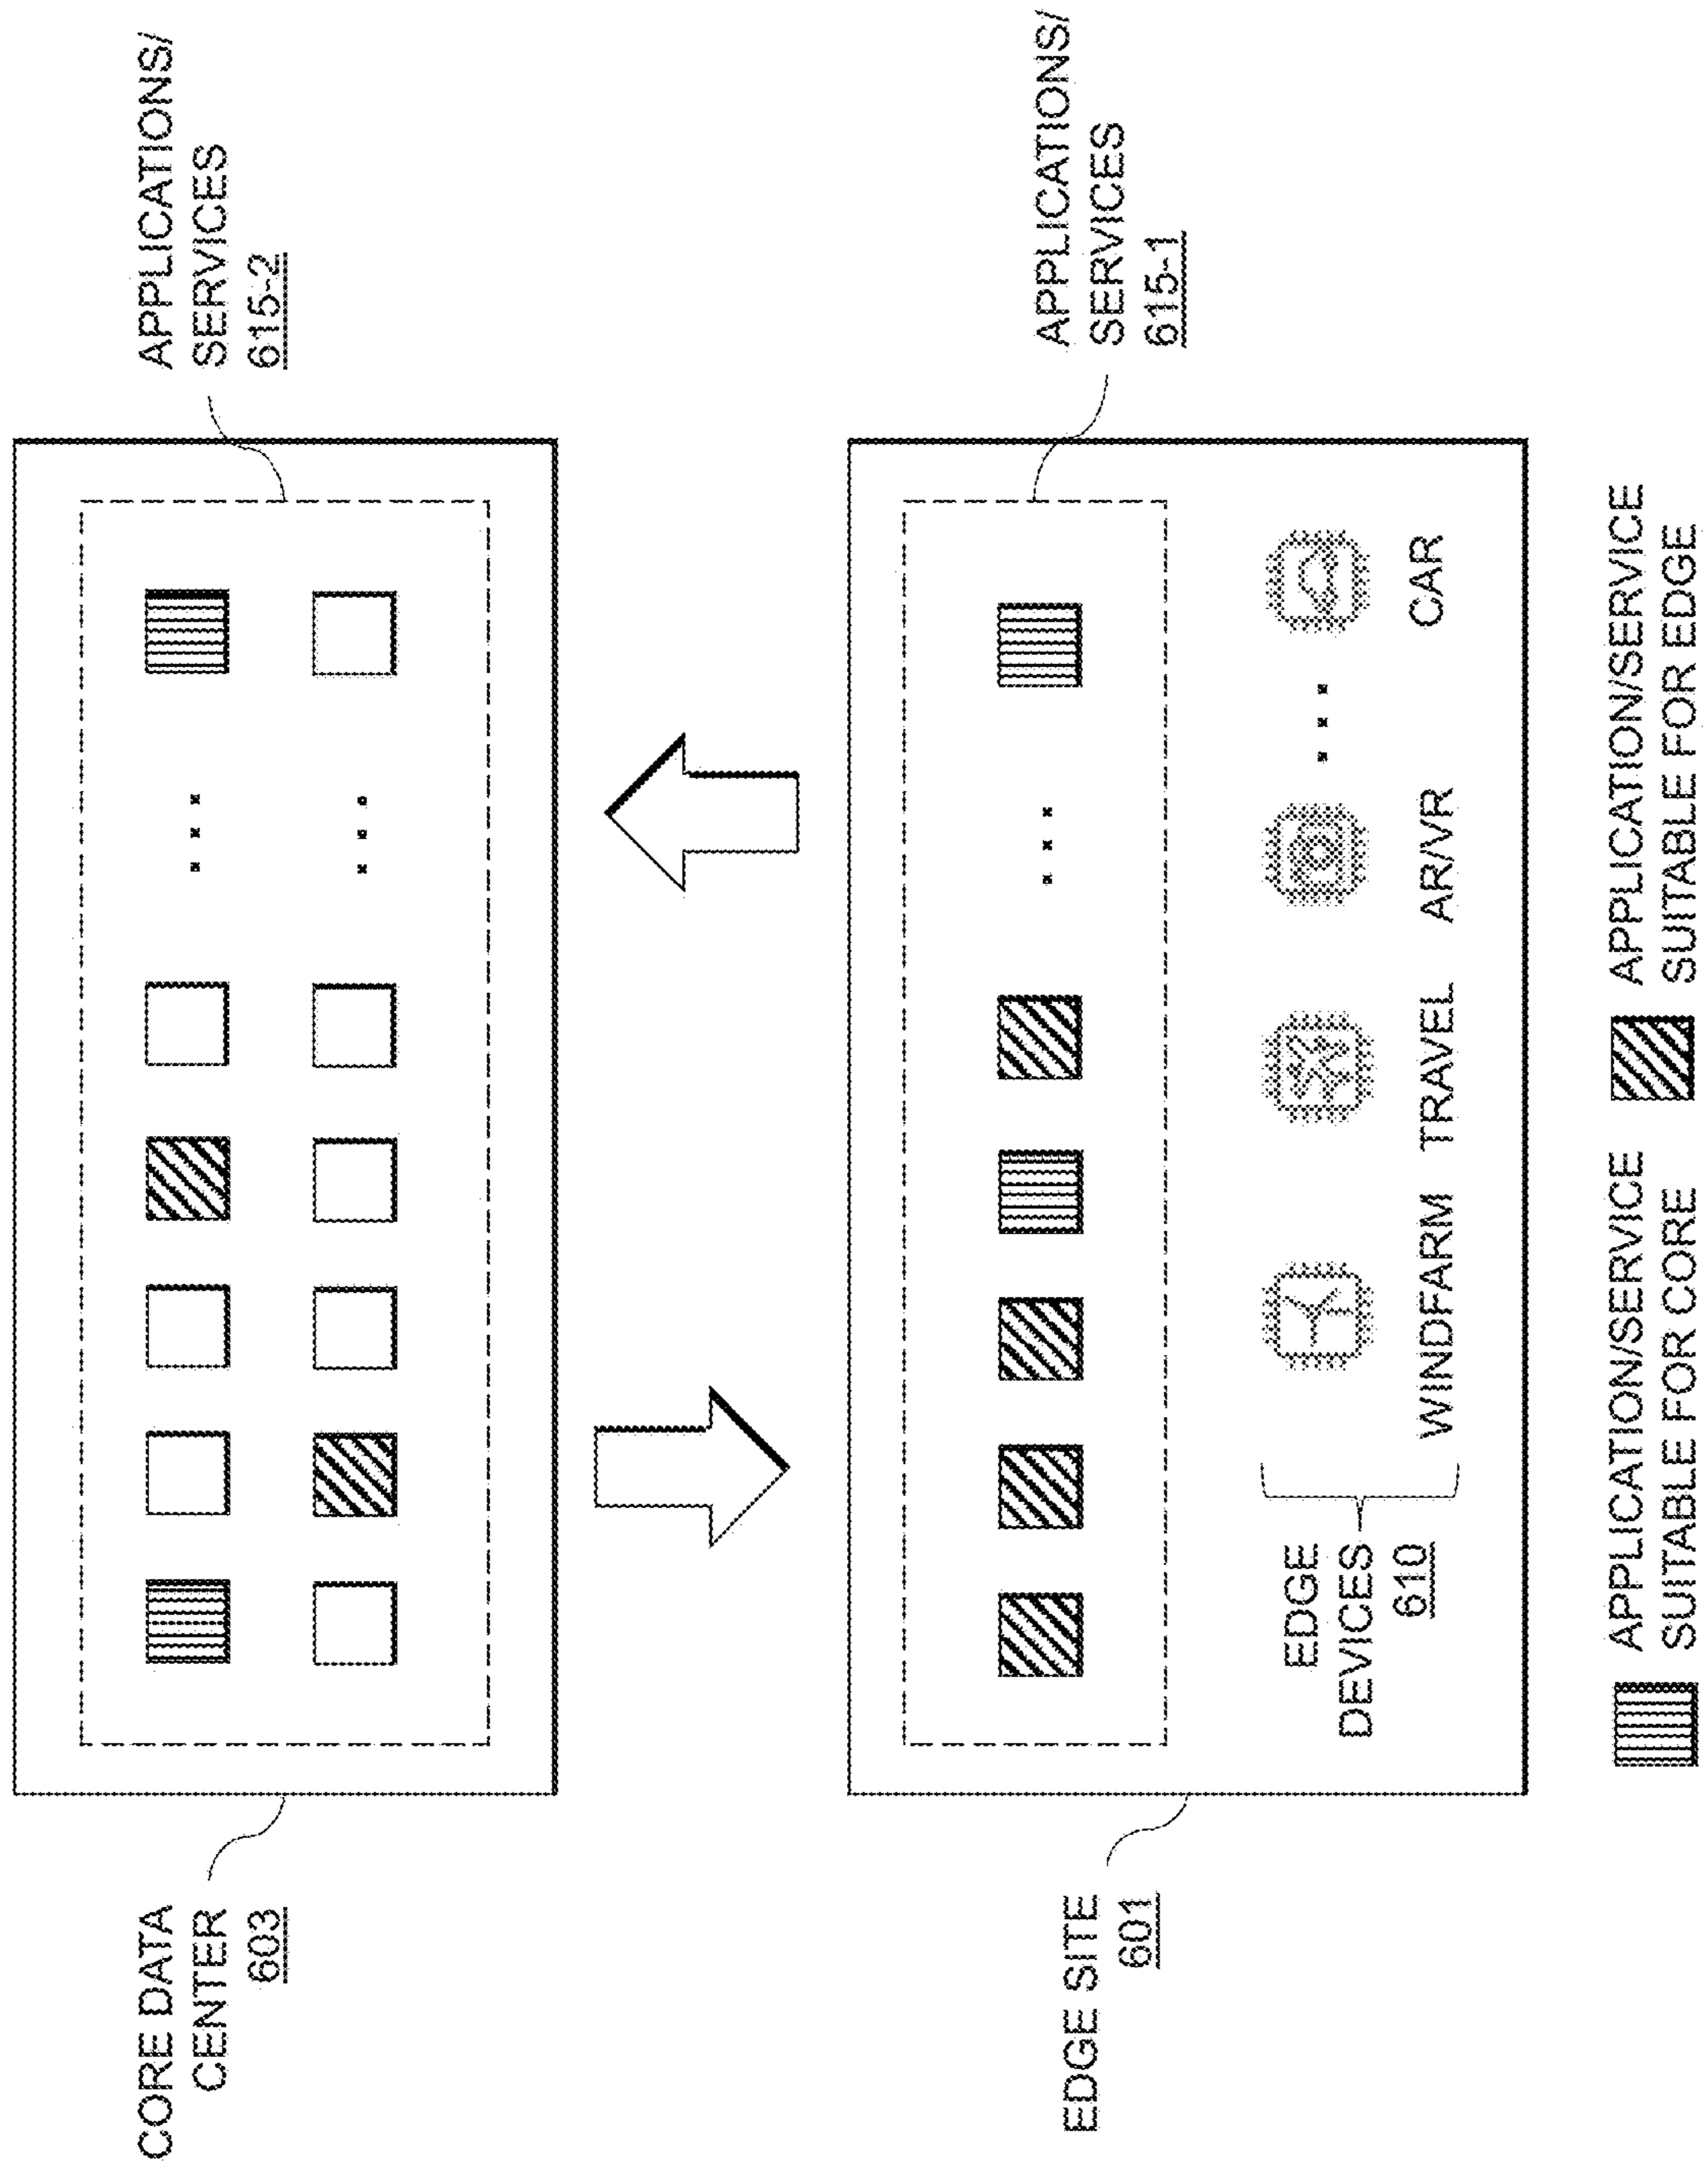 CORE DATA
CENTER
603
APPLICATIONS/
SERVICES
615-2
EDGE SITE
601
APPLICATIONS/
SERVICES
615-1
EDGE
DEVICES
610
WINDFARM
TRAVEL
AR/VR
CAR
APPLICATION/SERVICE
SUITABLE FOR CORE
APPLICATION/SERVICE
SUITABLE FOR EDGE